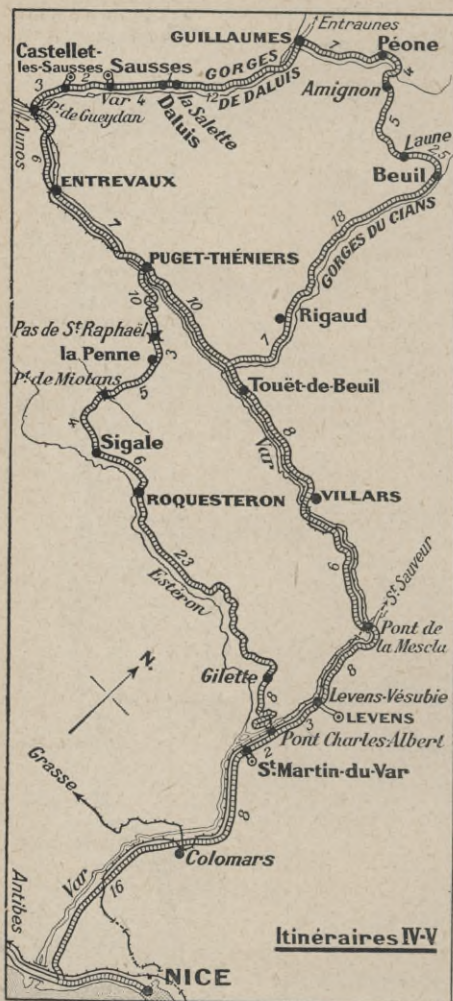 Entraunes
GUILLAUMES
7
Péone
Castellet-
les-Sausses
Sausses
GORGES
DE DALUIS
4
Amignon
3
2
Var 4
la Salette
Daluis
12
Pt. de Gueydan
5
Laune
2,5
Beuil
6
ENTREVAUX
18
GORGES DU CIANS
7
PUGET-THÉNIERS
10
10
Rigaud
Pas de St. Raphaël
7
la Penne
3
Pt. de Miolans
5
Touët-de-Beuil
4
8
Var
Sigale
6
ROQUESTERON
VILLARS
23
6
St. Sauveur
Estéron
Pont de
la Mescla
N.
8
Gilette
8
Levens-Vésubie
3
LEVENS
Pont Charles-Albert
2
St. Martin-du-Var
Grasse
8
Colomars
Var
16
Antibes
Itinéraires IV-V
NICE